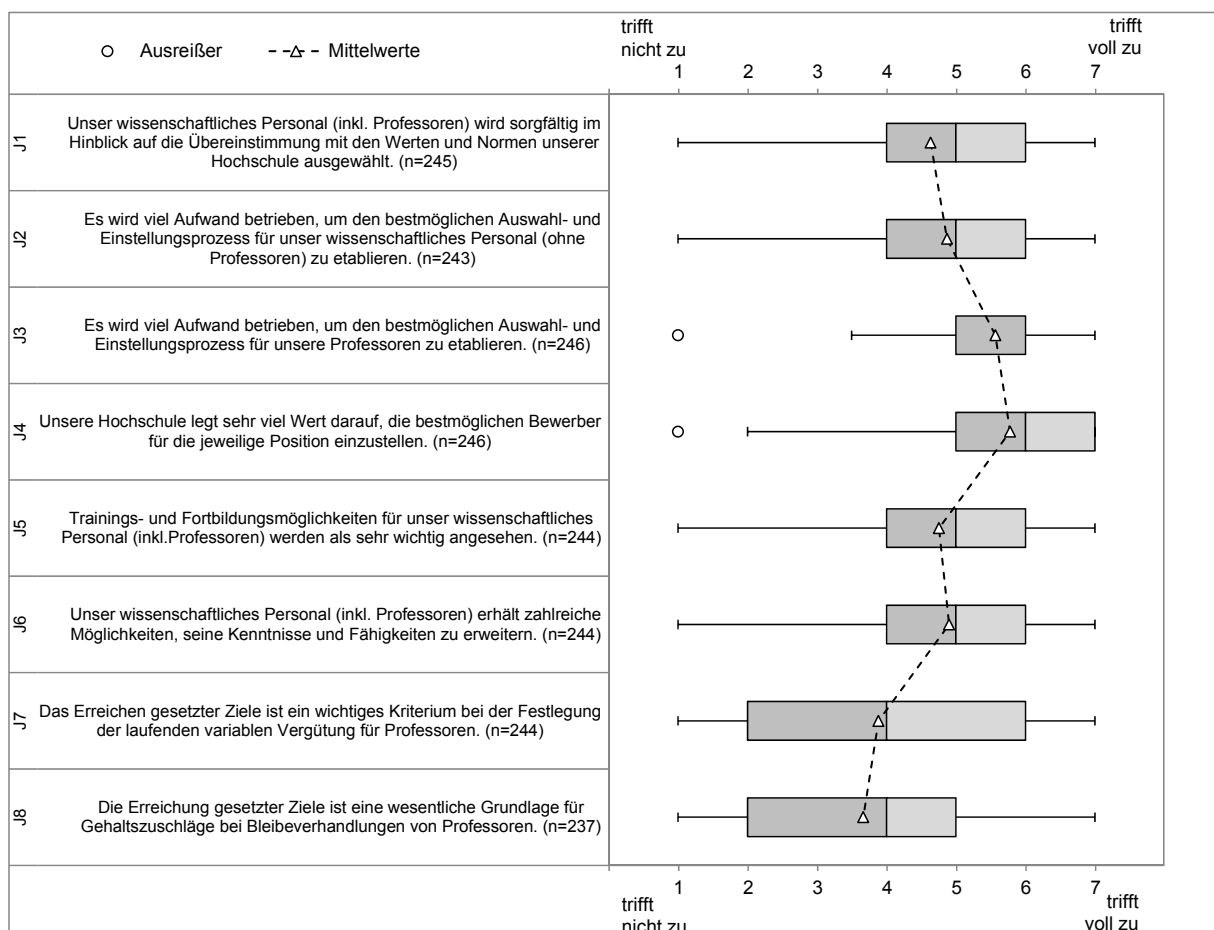 Ausreißer
Mittelwerte
trifft
nicht zu
trifft
voll zu
1 2 3 4 5 6 7
J1
Unser wissenschaftliches Personal (inkl. Professoren) wird sorgfältig im
Hinblick auf die Übereinstimmung mit den Werten und Normen unserer
Hochschule ausgewählt. (n=245)
J2
Es wird viel Aufwand betrieben, um den bestmöglichen Auswahl- und
Einstellungsprozess für unser wissenschaftliches Personal (ohne
Professoren) zu etablieren. (n=243)
J3
Es wird viel Aufwand betrieben, um den bestmöglichen Auswahl- und
Einstellungsprozess für unsere Professoren zu etablieren. (n=246)
J4
Unsere Hochschule legt sehr viel Wert darauf, die bestmöglichen Bewerber
für die jeweilige Position einzustellen. (n=246)
J5
Trainings- und Fortbildungsmöglichkeiten für unser wissenschaftliches
Personal (inkl.Professoren) werden als sehr wichtig angesehen. (n=244)
J6
Unser wissenschaftliches Personal (inkl. Professoren) erhält zahlreiche
Möglichkeiten, seine Kenntnisse und Fähigkeiten zu erweitern. (n=244)
J7
Das Erreichen gesetzter Ziele ist ein wichtiges Kriterium bei der Festlegung
der laufenden variablen Vergütung für Professoren. (n=244)
J8
Die Erreichung gesetzter Ziele ist eine wesentliche Grundlage für
Gehaltszuschläge bei Bleibeverhandlungen von Professoren. (n=237)
1 2 3 4 5 6 7
trifft
nicht zu
trifft
voll zu